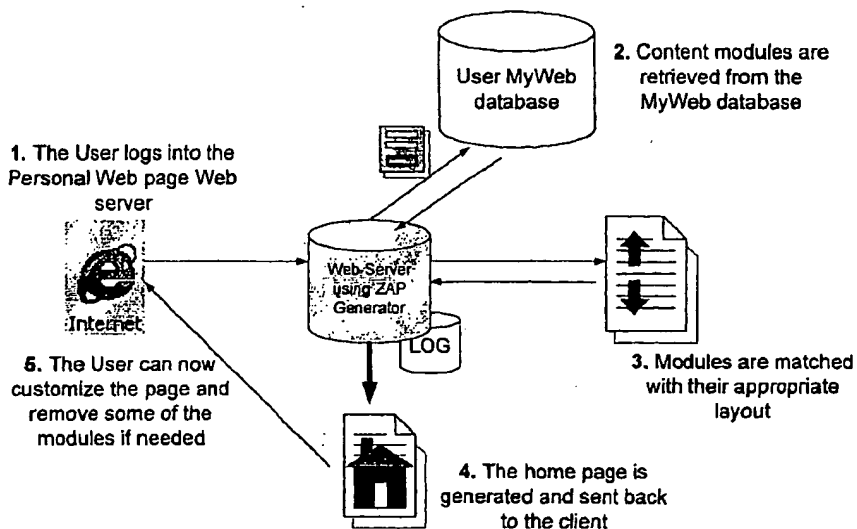 1. The User logs into the
Personal Web page Web
server
Internet
User MyWeb
database
2. Content modules are
retrieved from the
MyWeb database
Web-Server
using ZAP
Generator
LOG
3. Modules are matched
with their appropriate
layout
4. The home page is
generated and sent back
to the client
5. The User can now
customize the page and
remove some of the
modules if needed